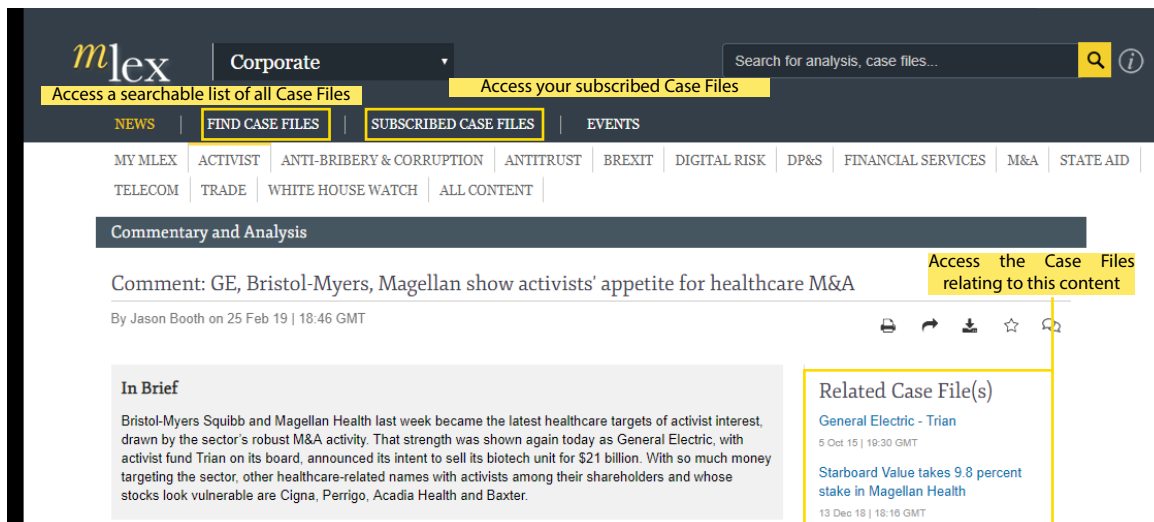 mlex
Corporate
Search for analysis, case files...
Access a searchable list of all Case Files
Access your subscribed Case Files
NEWS
FIND CASE FILES
SUBSCRIBED CASE FILES
EVENTS
MY MLEX ACTIVIST ANTI-BRIBERY & CORRUPTION ANTITRUST BREXIT DIGITAL RISK DP&S FINANCIAL SERVICES M&A STATE AID
TELECOM TRADE WHITE HOUSE WATCH ALL CONTENT
Commentary and Analysis
Access the Case Files
relating to this content
Comment: GE, Bristol-Myers, Magellan show activists' appetite for healthcare M&A
By Jason Booth on 25 Feb 19 | 18:46 GMT
In Brief
Bristol-Myers Squibb and Magellan Health last week became the latest healthcare targets of activist interest,
drawn by the sector's robust M&A activity. That strength was shown again today as General Electric, with
activist fund Trian on its board, announced its intent to sell its biotech unit for $21 billion. With so much money
targeting the sector, other healthcare-related names with activists among their shareholders and whose
stocks look vulnerable are Cigna, Perrigo, Acadia Health and Baxter.
Related Case File(s)
General Electric - Trian
5 Oct 15 | 19:30 GMT
Starboard Value takes 9.8 percent
stake in Magellan Health
13 Dec 18 | 18:16 GMT